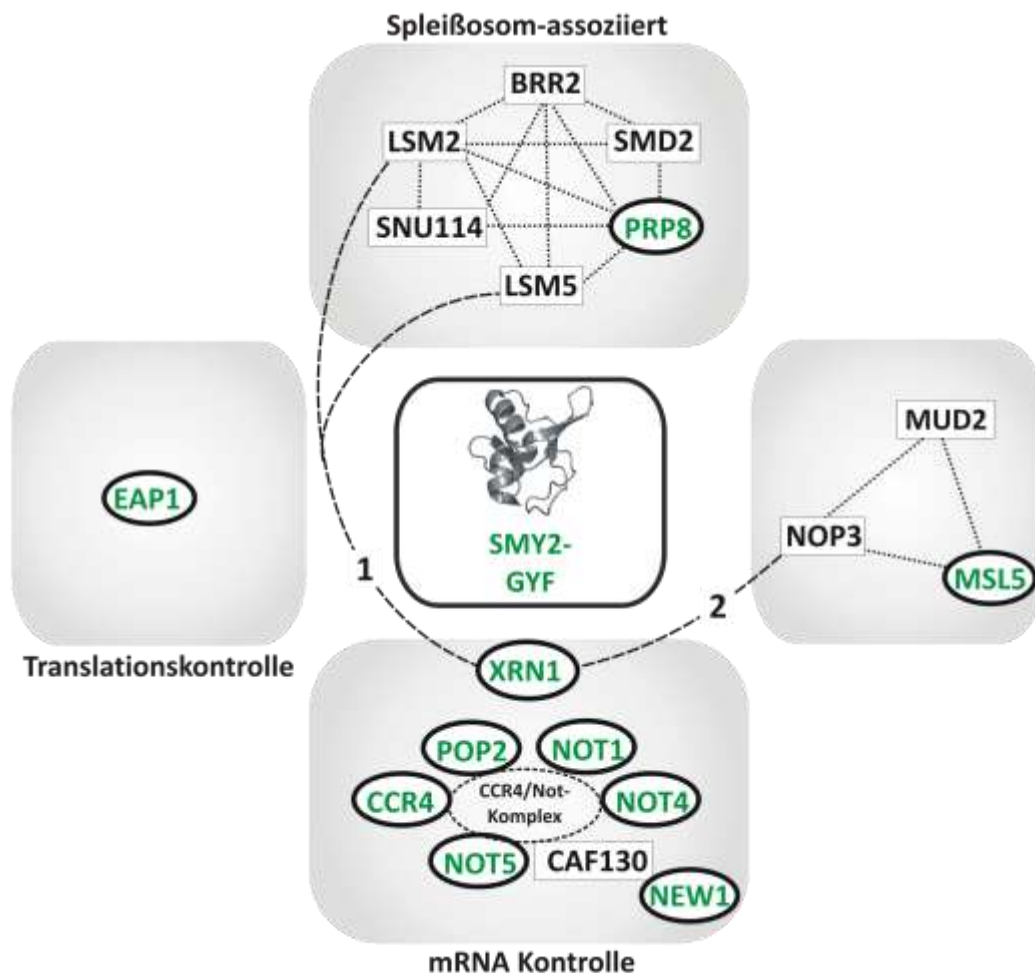 Spleißosom-assoziiert
BRR2
LSM2
SMD2
SNU114
PRP8
LSM5
EAP1
Translationskontrolle
SMY2-
GYF
1
2
MUD2
NOP3
MSL5
XRN1
POP2
NOT1
CCR4
CCR4/Not-
Komplex
NOT4
NOT5
CAF130
NEW1
mRNA Kontrolle